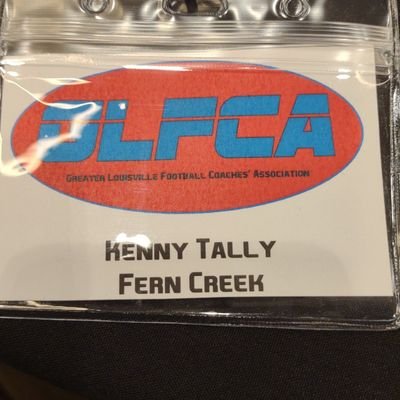 GLFCA
Greater Louisville Football Coaches' Association
Kenny Tally
Fern Creek